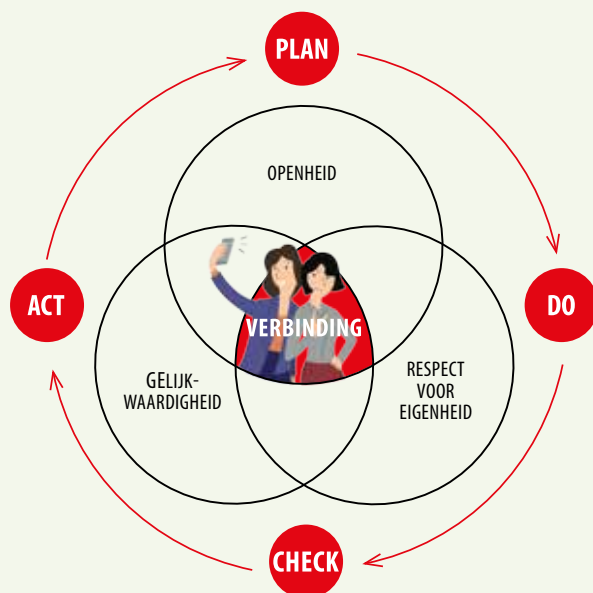 PLAN
OPENHEID
ACT
DO
VERBINDING
GELIJK-
WAARDIGHEID
RESPECT
VOOR
EIGENHEID
CHECK